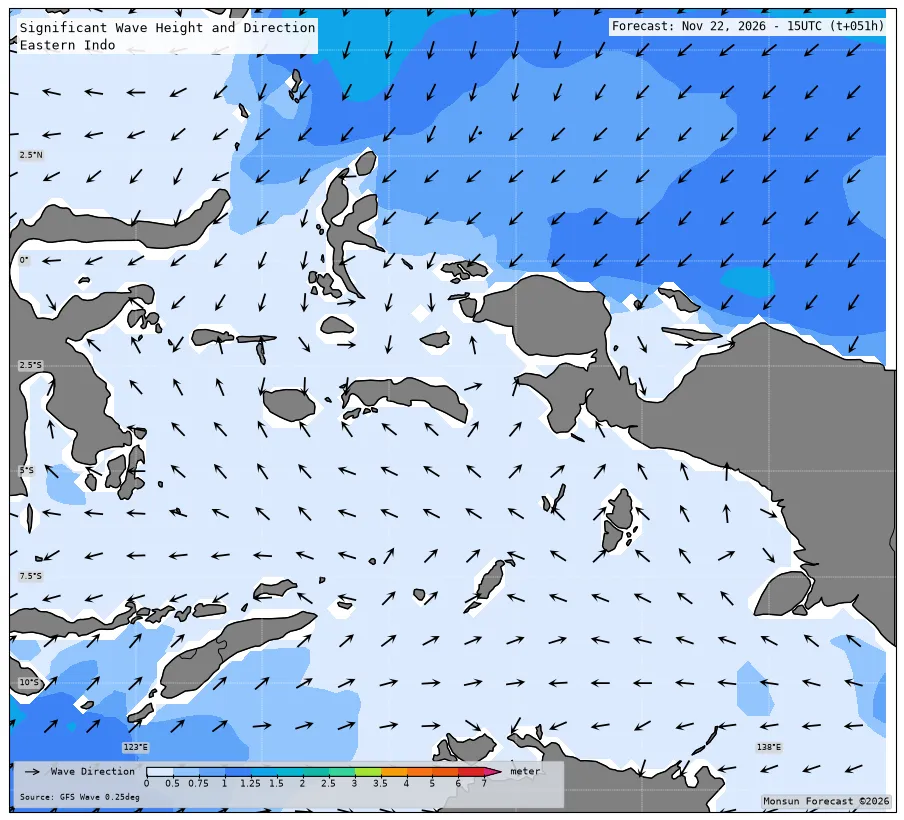 Significant Wave Height and Direction
Eastern Indo
Forecast: Nov 22, 2026 - 15UTC (t+051h)
2.5°N
0°
2.5°S
5°S
7.5°S
10°S
123°E
138°E
Wave Direction
meter
0 0.5 0.75 1 1.25 1.5 2 2.5 3 3.5 4 5 6 7
Source: GFS Wave 0.25deg
Monsun Forecast ©2026